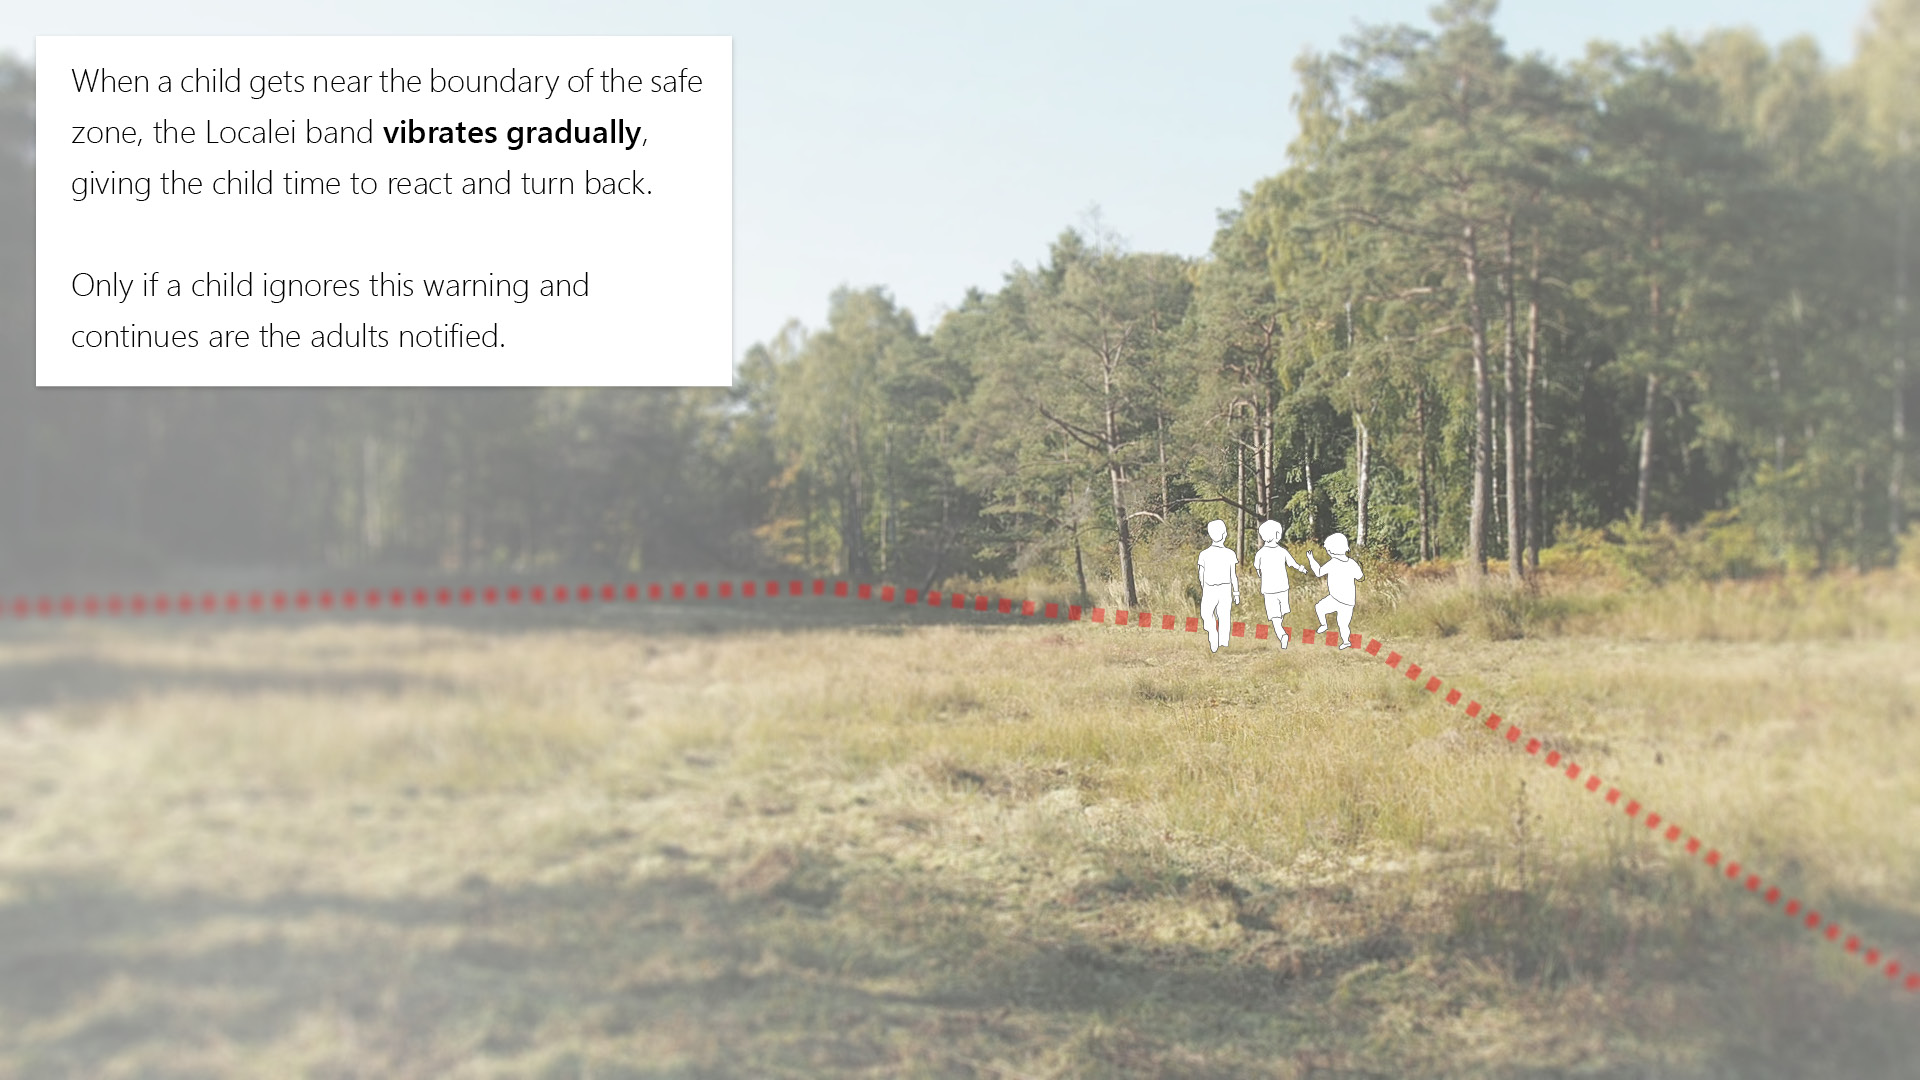 When a child gets near the boundary of the safe
zone, the Localei band vibrates gradually,
giving the child time to react and turn back.
Only if a child ignores this warning and
continues are the adults notified.